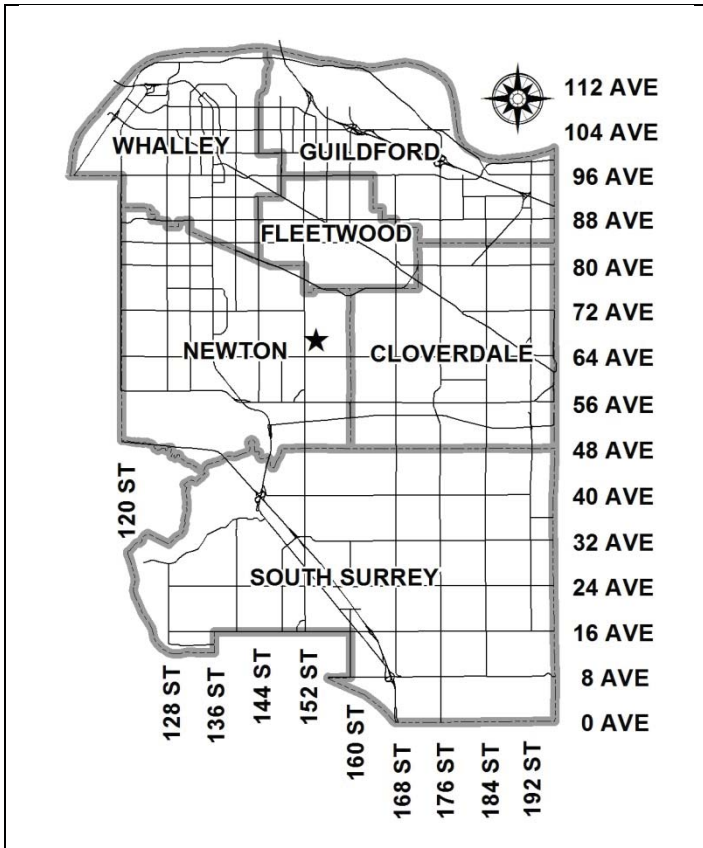 112 AVE
104 AVE
WHALLEY
GUILDFORD
96 AVE
88 AVE
FLEETWOOD
80 AVE
72 AVE
NEWTON
CLOVERDALE
64 AVE
56 AVE
48 AVE
120 ST
40 AVE
32 AVE
SOUTH SURREY
24 AVE
16 AVE
128 ST
136 ST
144 ST
152 ST
160 ST
8 AVE
0 AVE
168 ST
176 ST
184 ST
192 ST